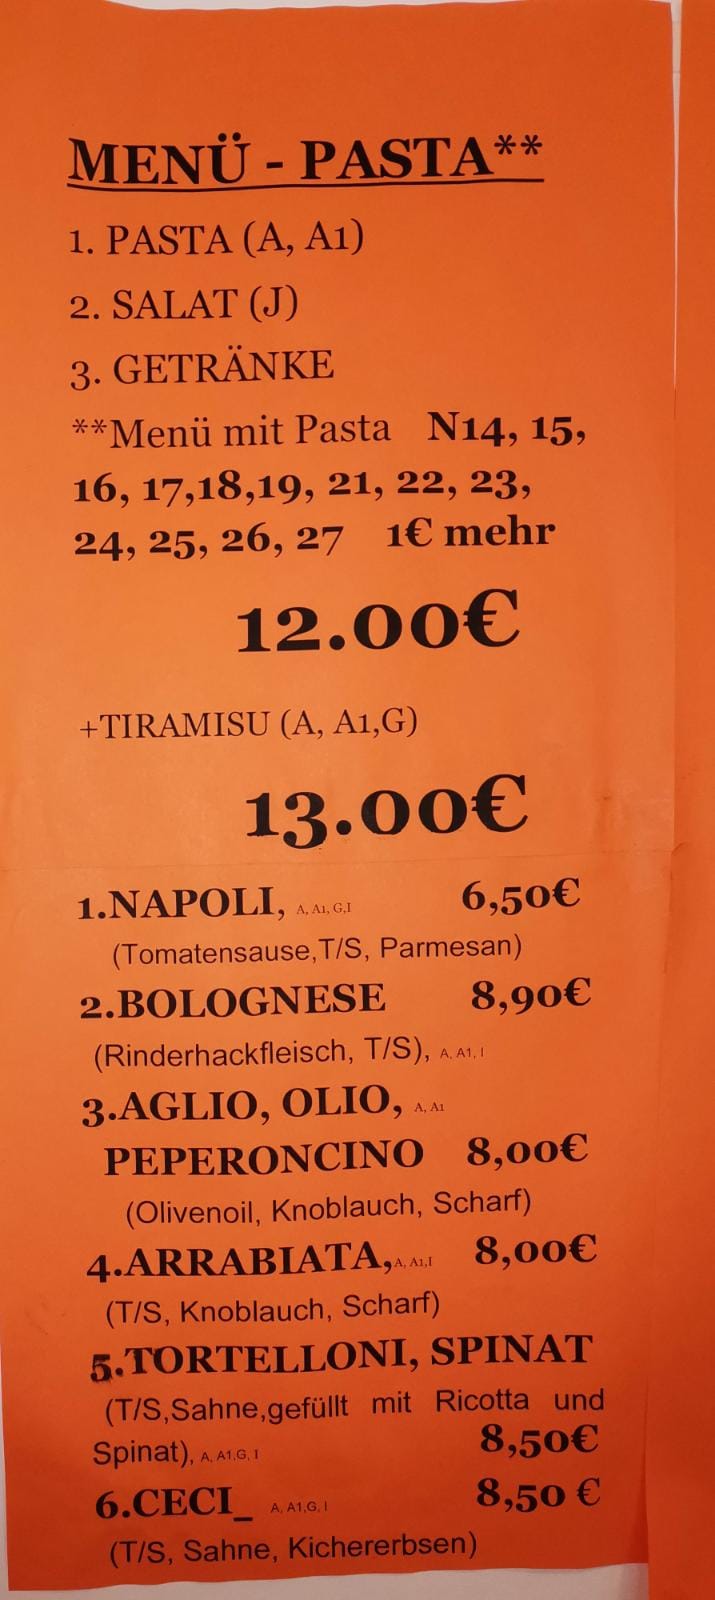 MENÜ - PASTA**
1. PASTA (A, A1)
2. SALAT (J)
3. GETRÄNKE
**Menü mit Pasta N14, 15,
16, 17,18,19, 21, 22, 23,
24, 25, 26, 27 1€ mehr
12.00€
+TIRAMISU (A, A1,G)
13.00€
1.NAPOLI, A, A1, G,I 6,50€
(Tomatensause,T/S, Parmesan)
2.BOLOGNESE 8,90€
(Rinderhackfleisch, T/S), A, A1, I
3.AGLIO, OLIO, A, A1
PEPERONCINO 8,00€
(Olivenoil, Knoblauch, Scharf)
4.ARRABIATA, A, A1,I 8,00€
(T/S, Knoblauch, Scharf)
5.TORTELLONI, SPINAT
(T/S,Sahne,gefüllt mit Ricotta und
Spinat), A, A1,G, I 8,50€
6.CECI_ A, A1,G, I 8,50 €
(T/S, Sahne, Kichererbsen)